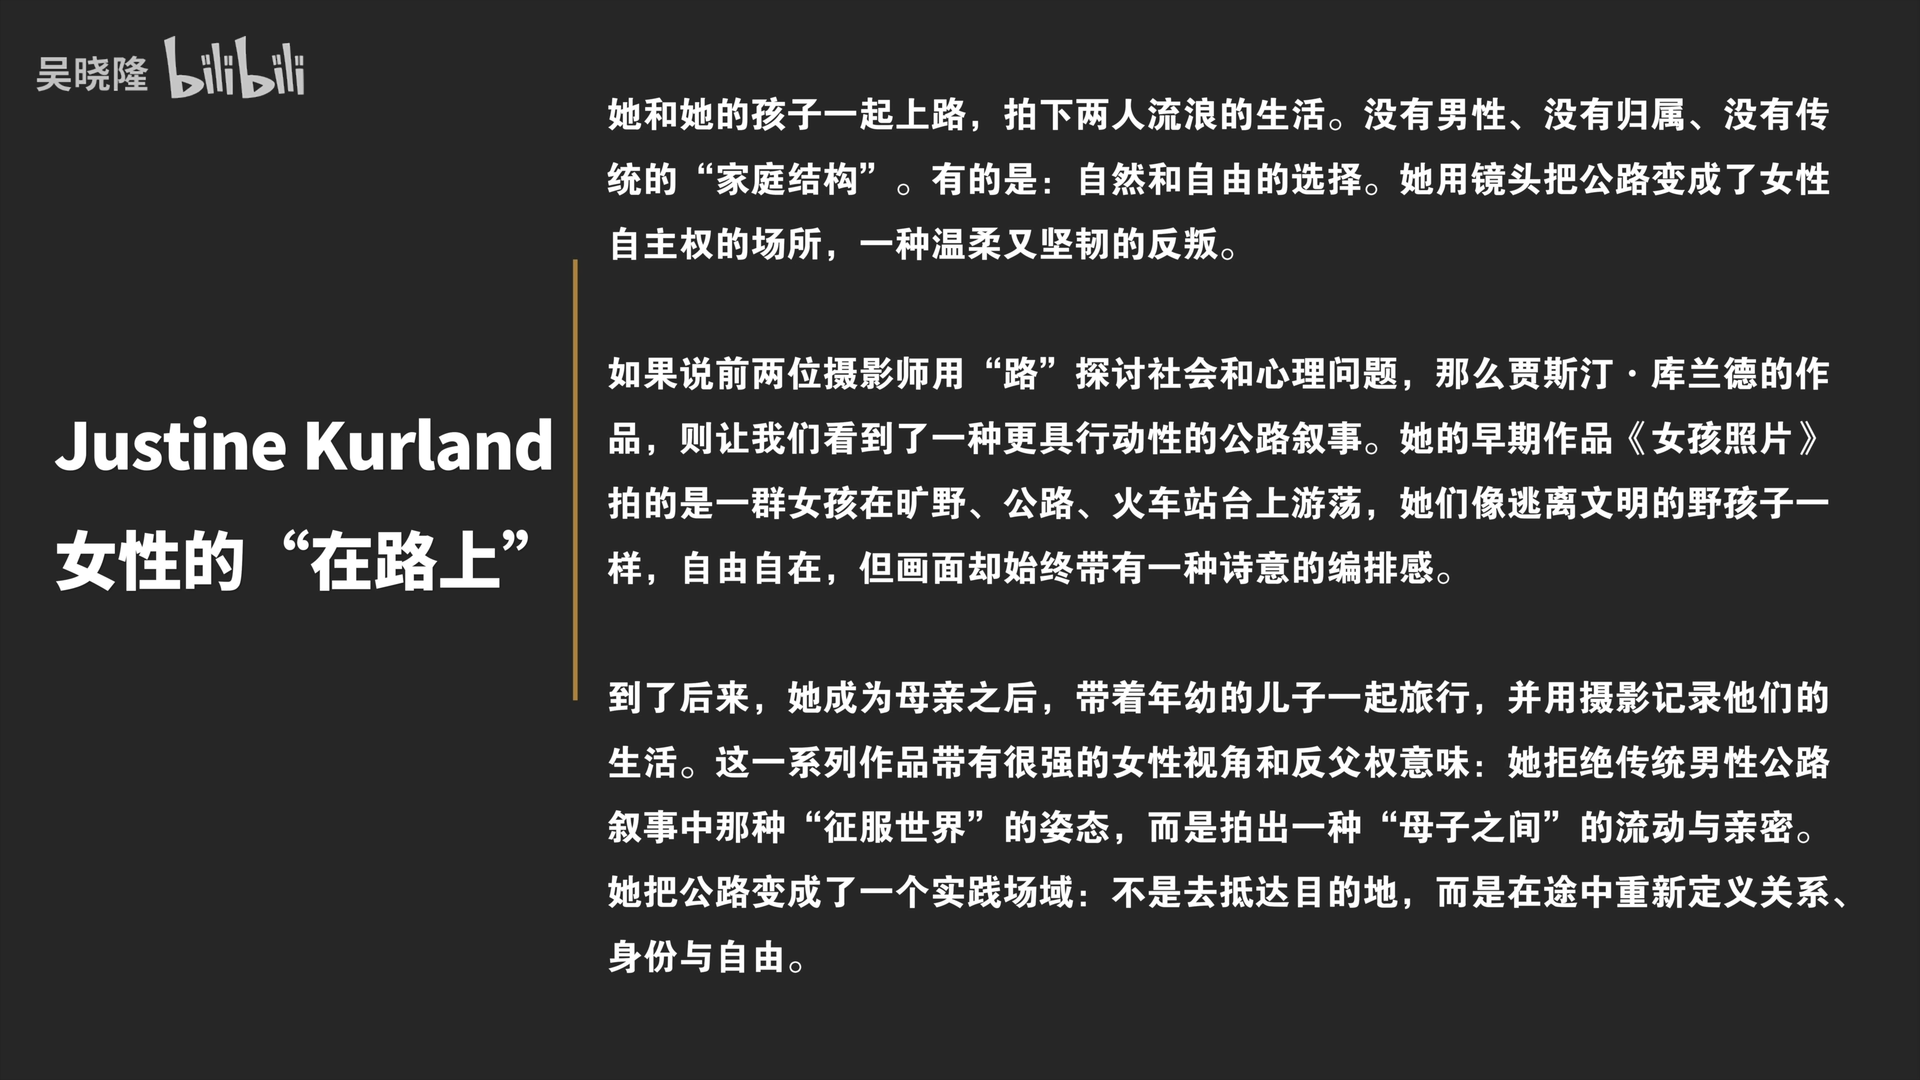 吴晓隆 bilibili
Justine Kurland
女性的“在路上”
她和她的孩子一起上路，拍下两人流浪的生活。没有男性、没有归属、没有传
统的“家庭结构”。有的是：自然和自由的选择。她用镜头把公路变成了女性
自主权的场所，一种温柔又坚韧的反叛。
如果说前两位摄影师用“路”探讨社会和心理问题，那么贾斯汀·库兰德的作
品，则让我们看到了一种更具行动性的公路叙事。她的早期作品《女孩照片》
拍的是一群女孩在旷野、公路、火车站台上游荡，她们像逃离文明的野孩子一
样，自由自在，但画面却始终带有一种诗意的编排感。
到了后来，她成为母亲之后，带着年幼的儿子一起旅行，并用摄影记录他们的
生活。这一系列作品带有很强的女性视角和反父权意味：她拒绝传统男性公路
叙事中那种“征服世界”的姿态，而是拍出一种“母子之间”的流动与亲密。
她把公路变成了一个实践场域：不是去抵达目的地，而是在途中重新定义关系、
身份与自由。